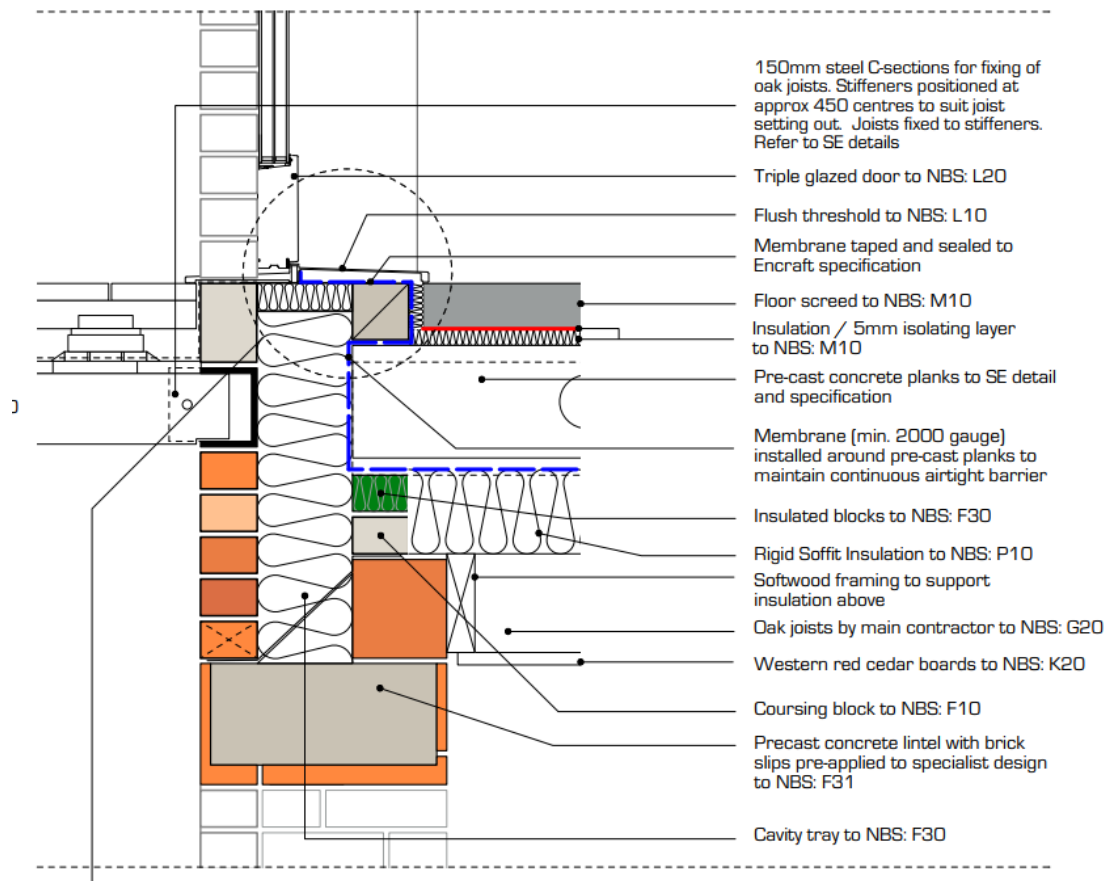 150mm steel C-sections for fixing of
oak joists. Stiffeners positioned at
approx 450 centres to suit joist
setting out. Joists fixed to stiffeners.
Refer to SE details
Triple glazed door to NBS: L20
Flush threshold to NBS: L10
Membrane taped and sealed to
Encraft specification
Floor screed to NBS: M10
Insulation / 5mm isolating layer
to NBS: M10
Pre-cast concrete planks to SE detail
and specification
Membrane (min. 2000 gauge)
installed around pre-cast planks to
maintain continuous airtight barrier
Insulated blocks to NBS: F30
Rigid Soffit Insulation to NBS: P10
Softwood framing to support
insulation above
Oak joists by main contractor to NBS: G20
Western red cedar boards to NBS: K20
Coursing block to NBS: F10
Precast concrete lintel with brick
slips pre-applied to specialist design
to NBS: F31
Cavity tray to NBS: F30